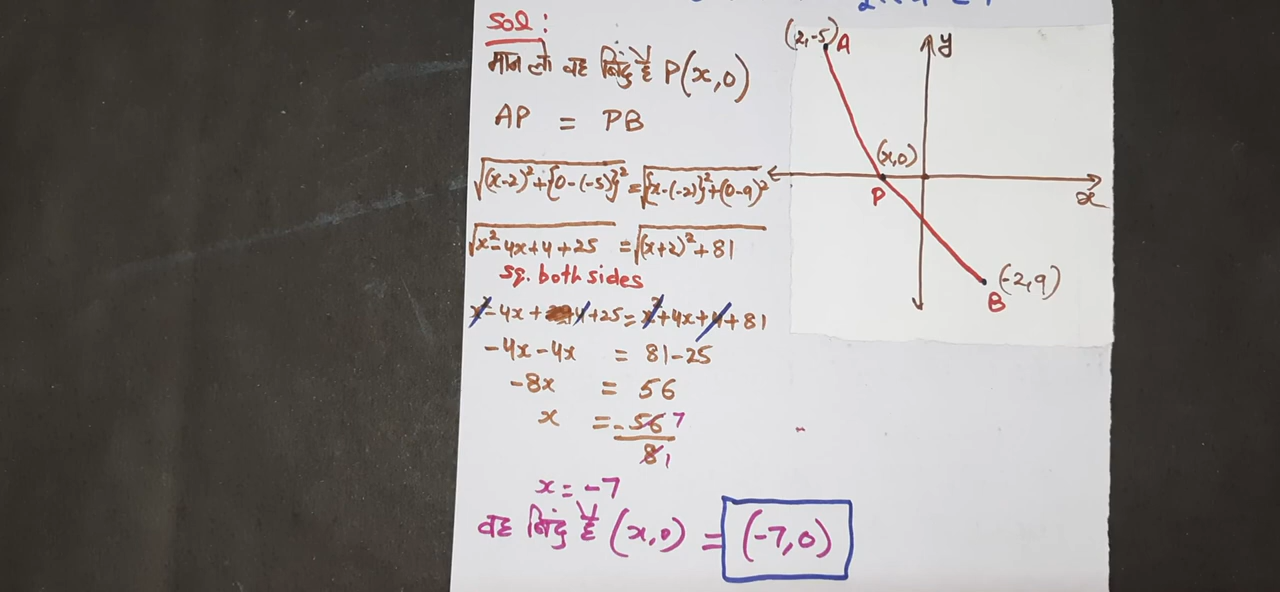 Sol:
मान लो वह बिंदु है P(x,0)
AP = PB
√(x-2)²+{0-(-5)}² = √{x-(-2)}²+(0-9)²
√x²-4x+4+25 = √(x+2)²+81
sq. both sides
x²-4x+4+25 = x²+4x+4+81
-4x-4x = 81-25
-8x = 56
x = -56 7
8 1
x = -7
वह बिंदु है (x,0) = (-7,0)
(2,-5) A
y
(x,0)
P
x
B (-2,9)